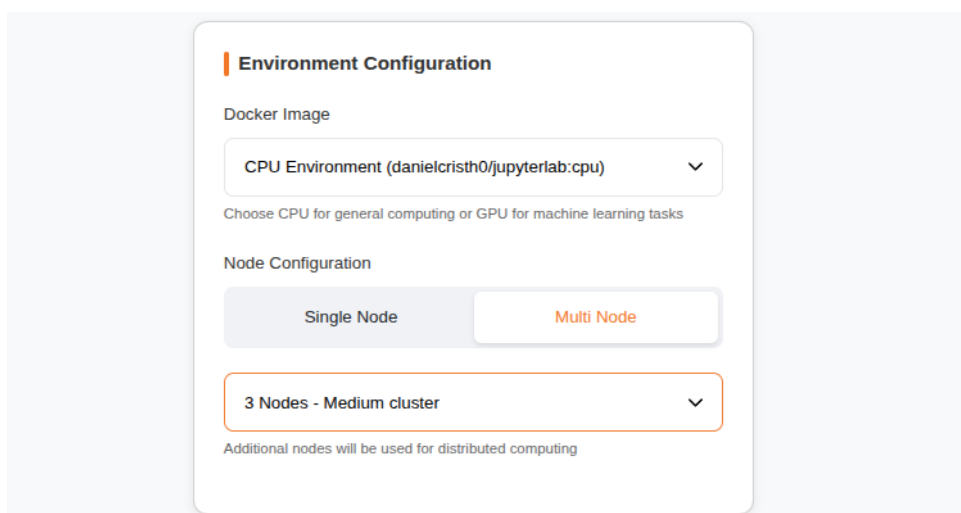 Environment Configuration
Docker Image
CPU Environment (danielcristh0/jupyterlab:cpu)
Choose CPU for general computing or GPU for machine learning tasks
Node Configuration
Single Node Multi Node
3 Nodes - Medium cluster
Additional nodes will be used for distributed computing